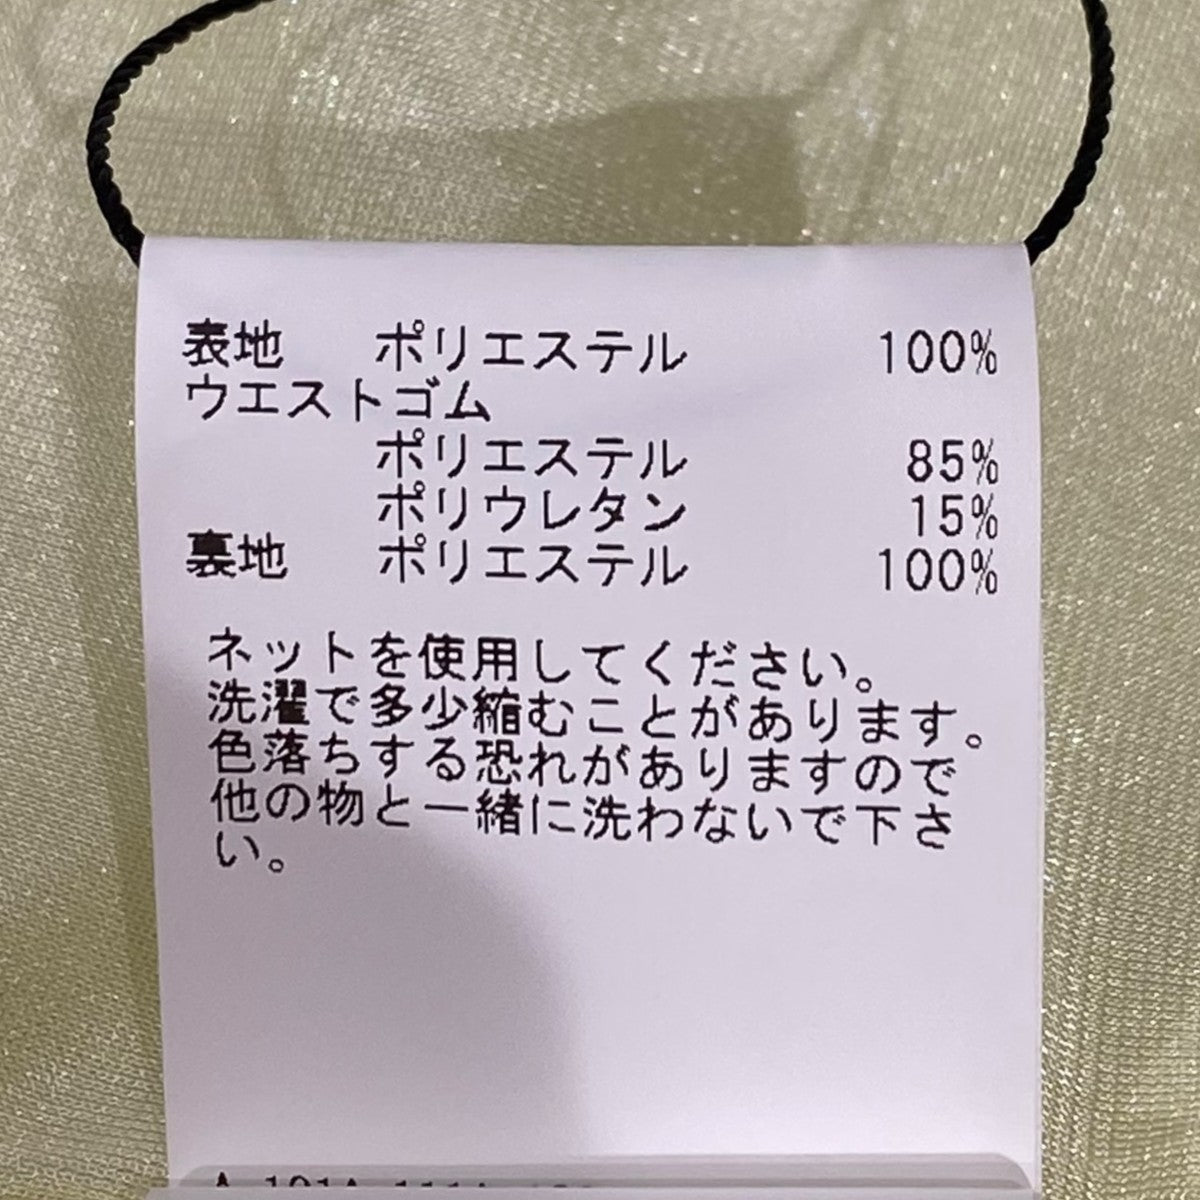 表地 ポリエステル 100%
ウエストゴム
ポリエステル 85%
ポリウレタン 15%
裏地 ポリエステル 100%
ネットを使用してください。
洗濯で多少縮むことがあります。
色落ちする恐れがありますので
他の物と一緒に洗わないで下さ
い。